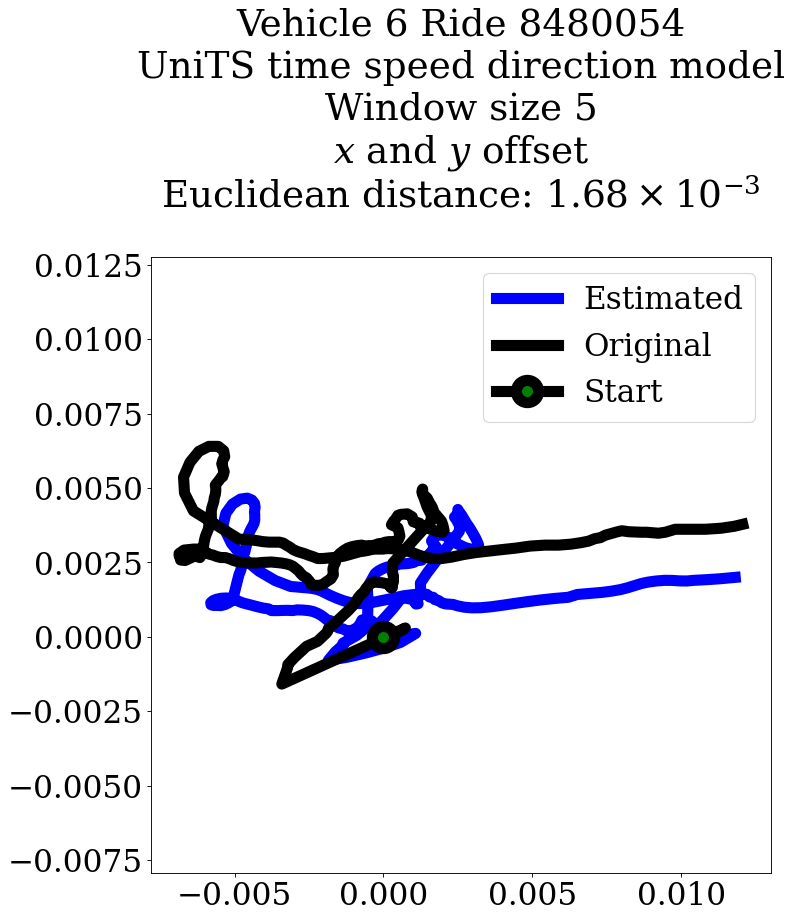 Vehicle 6 Ride 8480054
UniTS time speed direction model
Window size 5
x and y offset
Euclidean distance: 1.68 × 10⁻³
0.0125
0.0100
0.0075
0.0050
0.0025
0.0000
−0.0025
−0.0050
−0.0075
Estimated
Original
Start
−0.005 0.000 0.005 0.010